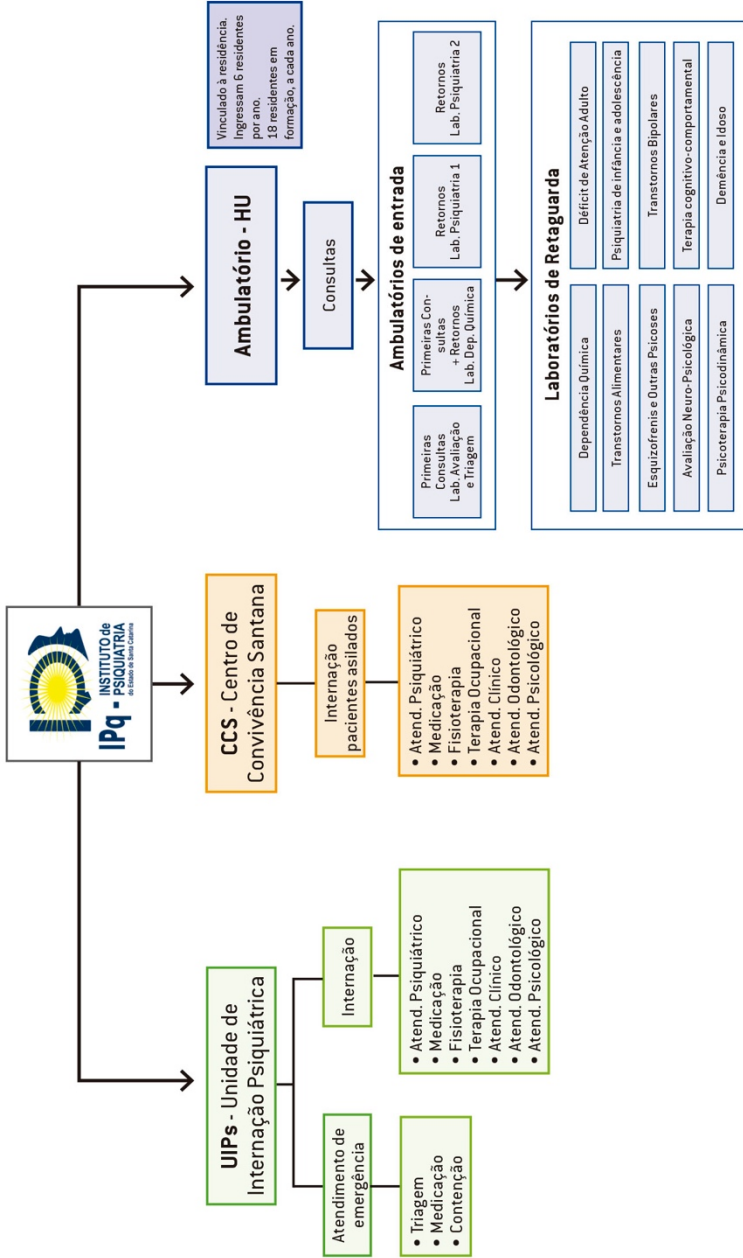 IPq - INSTITUTO de
PSIQUIATRIA
do Estado de Santa Catarina
UIPs - Unidade de
Internação Psiquiátrica
Atendimento de
emergência
• Triagem
• Medicação
• Contenção
Internação
• Atend. Psiquiátrico
• Medicação
• Fisioterapia
• Terapia Ocupacional
• Atend. Clínico
• Atend. Odontológico
• Atend. Psicológico
CCS - Centro de
Convivência Santana
Internação
pacientes asilados
• Atend. Psiquiátrico
• Medicação
• Fisioterapia
• Terapia Ocupacional
• Atend. Clínico
• Atend. Odontológico
• Atend. Psicológico
Ambulatório - HU
Vinculado à residência.
Ingressam 6 residentes
por ano.
18 residentes em
formação, a cada ano.
Consultas
Ambulatórios de entrada
Primeiras
Consultas
Lab. Avaliação
e Triagem
Primeiras Con-
sultas
+ Retornos
Lab. Dep. Química
Retornos
Lab. Psiquiatria 1
Retornos
Lab. Psiquiatria 2
Laboratórios de Retaguarda
Dependência Química
Déficit de Atenção Adulto
Transtornos Alimentares
Psiquiatria de infância e adolescência
Esquizofrenis e Outras Psicoses
Transtornos Bipolares
Avaliação Neuro-Psicológica
Terapia cognitivo-comportamental
Psicoterapia Psicodinâmica
Demência e Idoso